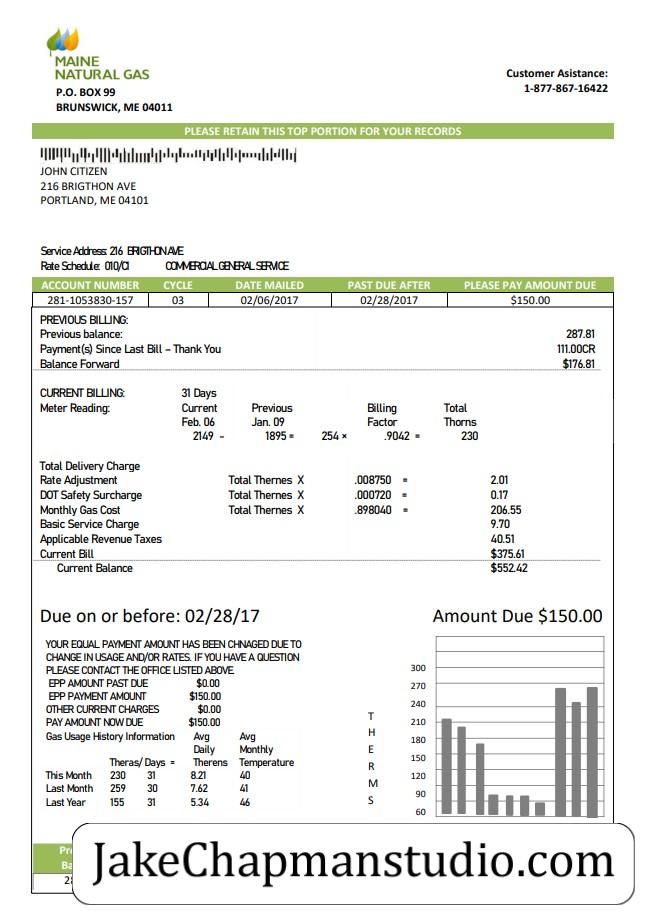 MAINE
NATURAL GAS
P.O. BOX 99
BRUNSWICK, ME 04011
Customer Asistance:
1-877-867-16422
PLEASE RETAIN THIS TOP PORTION FOR YOUR RECORDS
JOHN CITIZEN
216 BRIGTHON AVE
PORTLAND, ME 04101
Service Address: 216 BRIGTHON AVE
Rate Schedule: 010/C1 COMMERCIAL GENERAL SERVICE
ACCOUNT NUMBER CYCLE DATE MAILED PAST DUE AFTER PLEASE PAY AMOUNT DUE
281-1053830-157 03 02/06/2017 02/28/2017 $150.00
PREVIOUS BILLING:
Previous balance: 287.81
Payment(s) Since Last Bill – Thank You 111.00CR
Balance Forward $176.81
CURRENT BILLING: 31 Days
Meter Reading: Current Previous Billing Total
Feb. 06 Jan. 09 Factor Thorns
2149 – 1895 = 254 × .9042 = 230
Total Delivery Charge
Rate Adjustment Total Thernes X .008750 = 2.01
DOT Safety Surcharge Total Thernes X .000720 = 0.17
Monthly Gas Cost Total Thernes X .898040 = 206.55
Basic Service Charge 9.70
Applicable Revenue Taxes 40.51
Current Bill $375.61
Current Balance $552.42
Due on or before: 02/28/17 Amount Due $150.00
YOUR EQUAL PAYMENT AMOUNT HAS BEEN CHNAGED DUE TO
CHANGE IN USAGE AND/OR RATES. IF YOU HAVE A QUESTION
PLEASE CONTACT THE OFFICE LISTED ABOVE.
EPP AMOUNT PAST DUE $0.00
EPP PAYMENT AMOUNT $150.00
OTHER CURRENT CHARGES $0.00
PAY AMOUNT NOW DUE $150.00
Gas Usage History Information Avg Avg
Daily Monthly
Theras/ Days = Therens Temperature
This Month 230 31 8.21 40
Last Month 259 30 7.62 41
Last Year 155 31 5.34 46
THERMS
300
270
240
210
180
150
120
90
60
JakeChapmanstudio.com